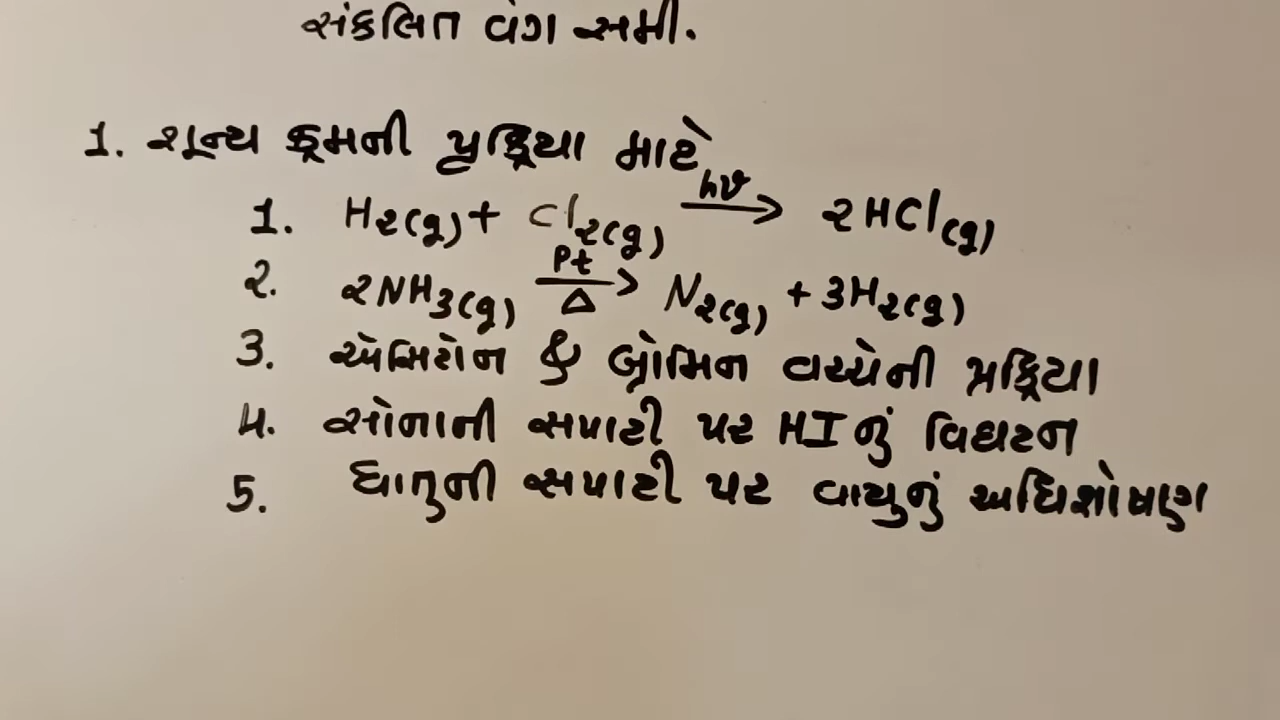 સંકલિત વેગ સમી.
1. શૂન્ય ક્રમની પ્રક્રિયા માટે
1. H2(g) + Cl2(g) —hν→ 2HCl(g)
2. 2NH3(g) —Pt/Δ→ N2(g) + 3H2(g)
3. એસિટોન & બ્રોમિન વચ્ચેની પ્રક્રિયા
4. સોનાની સપાટી પર HI નું વિઘટન
5. ધાતુની સપાટી પર વાયુનું અધિશોષણ